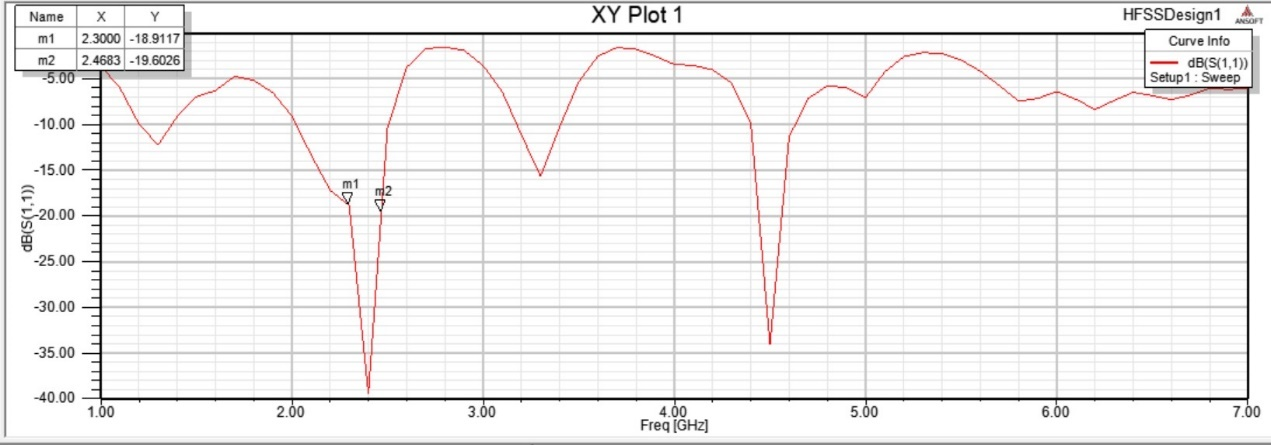 XY Plot 1
HFSSDesign1
ANSOFT
Name X Y
m1 2.3000 -18.9117
m2 2.4683 -19.6026
Curve Info
dB(S(1,1))
Setup1 : Sweep
-5.00
-10.00
-15.00
-20.00
-25.00
-30.00
-35.00
-40.00
dB(S(1,1))
m1
m2
1.00 2.00 3.00 4.00 5.00 6.00 7.00
Freq [GHz]